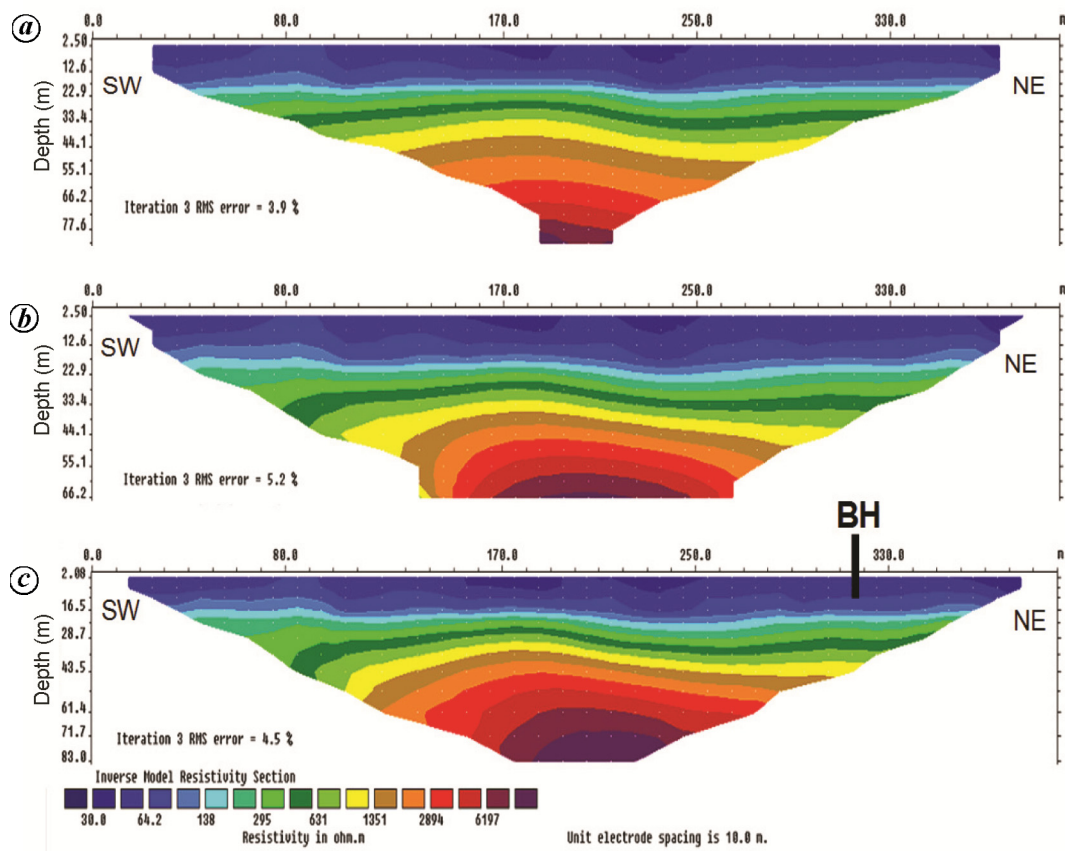 a
0.0 80.0 170.0 250.0 330.0 m
2.50
12.6
22.9
33.4
44.1
55.1
66.2
77.6
Depth (m)
SW NE
Iteration 3 RMS error = 3.9 %
b
0.0 80.0 170.0 250.0 330.0 m
2.50
12.6
22.9
33.4
44.1
55.1
66.2
Depth (m)
SW NE
Iteration 3 RMS error = 5.2 %
BH
c
0.0 80.0 170.0 250.0 330.0 m
2.08
16.5
28.7
43.5
61.4
71.7
83.0
Depth (m)
SW NE
Iteration 3 RMS error = 4.5 %
Inverse Model Resistivity Section
30.0 64.2 138 295 631 1351 2894 6197
Resistivity in ohm.m Unit electrode spacing is 10.0 m.